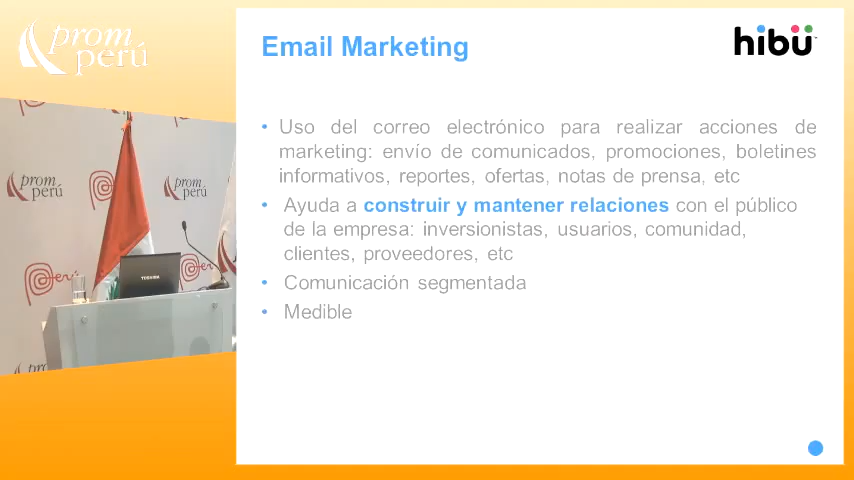 prom
perú
Email Marketing
hibü
• Uso del correo electrónico para realizar acciones de
marketing: envío de comunicados, promociones, boletines
informativos, reportes, ofertas, notas de prensa, etc
• Ayuda a construir y mantener relaciones con el público
de la empresa: inversionistas, usuarios, comunidad,
clientes, proveedores, etc
• Comunicación segmentada
• Medible
prom
perú
prom
perú
Perú
TOSHIBA